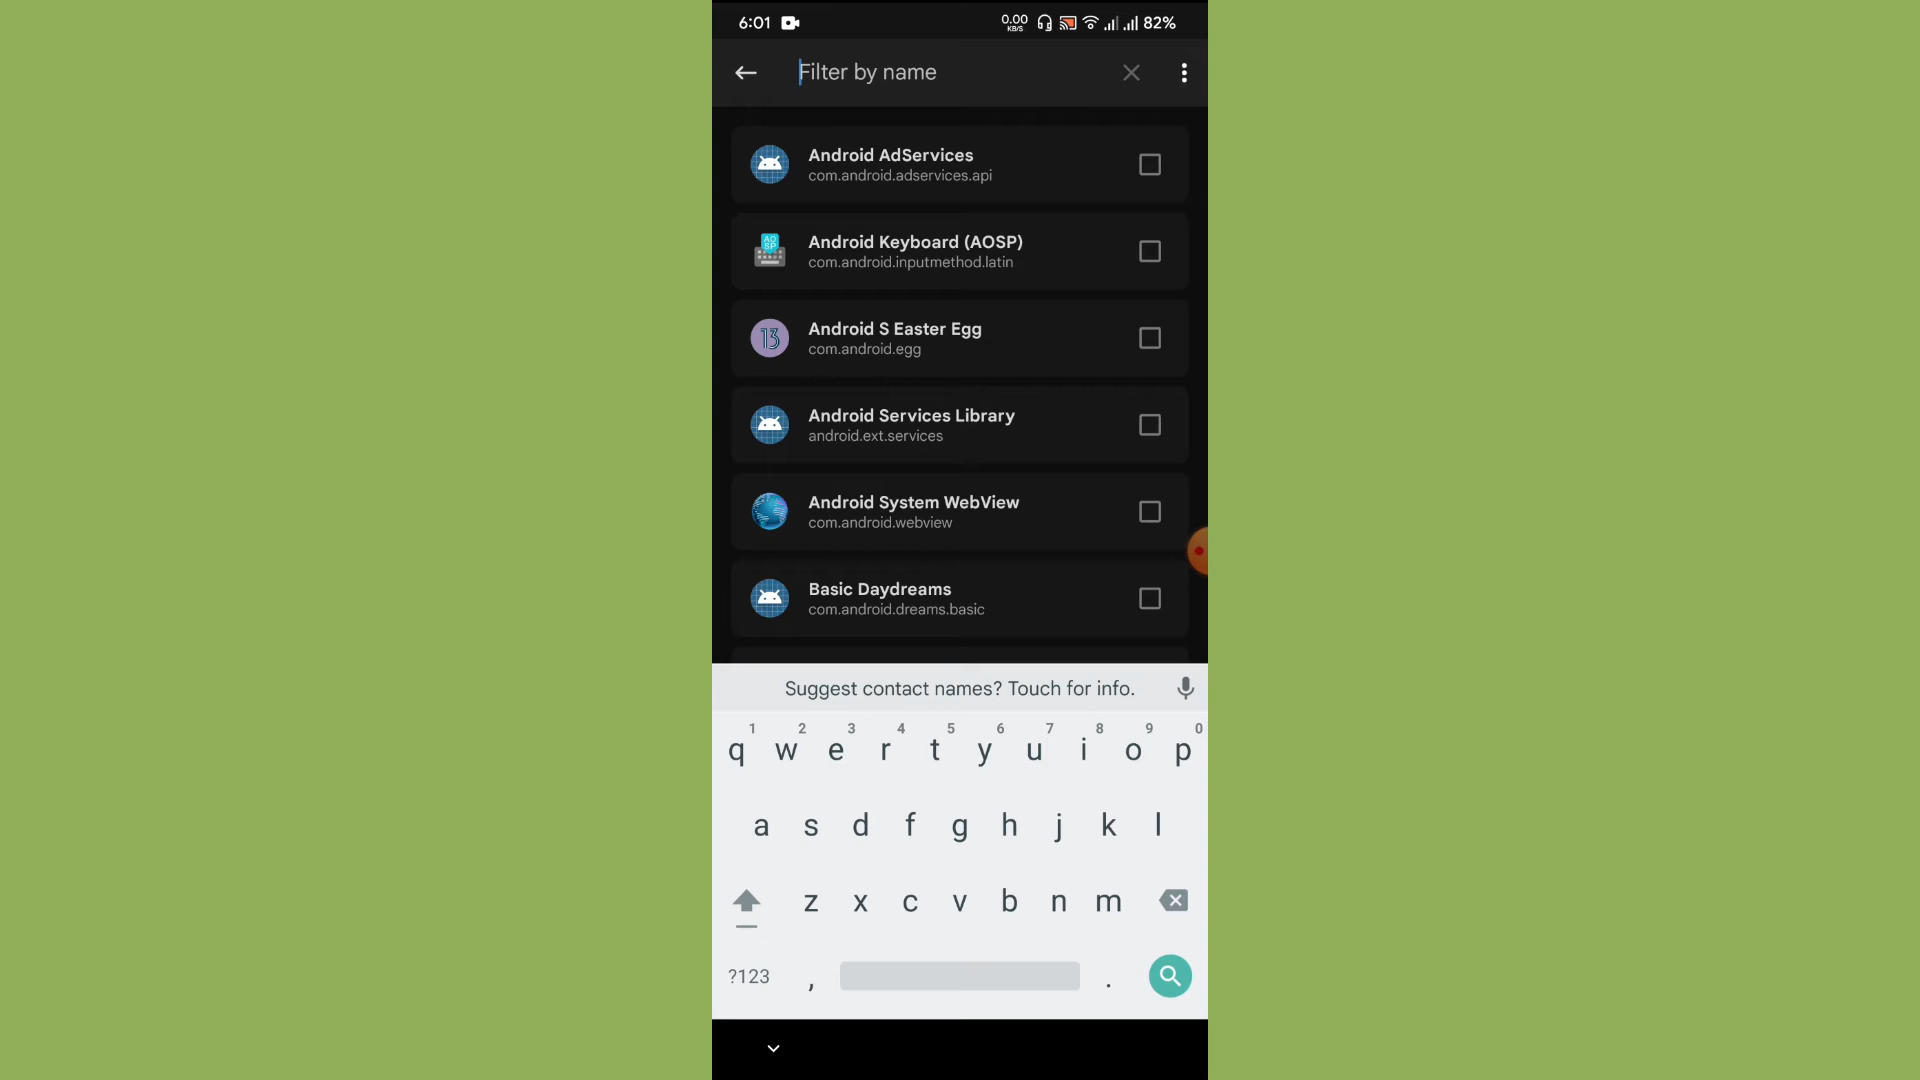 6:01
0.00
KB/S
82%
Filter by name
Android AdServices
com.android.adservices.api
AO
SP
Android Keyboard (AOSP)
com.android.inputmethod.latin
13
Android S Easter Egg
com.android.egg
Android Services Library
android.ext.services
Android System WebView
com.android.webview
Basic Daydreams
com.android.dreams.basic
Suggest contact names? Touch for info.
1 2 3 4 5 6 7 8 9 0
q w e r t y u i o p
a s d f g h j k l
z x c v b n m
?123 , .